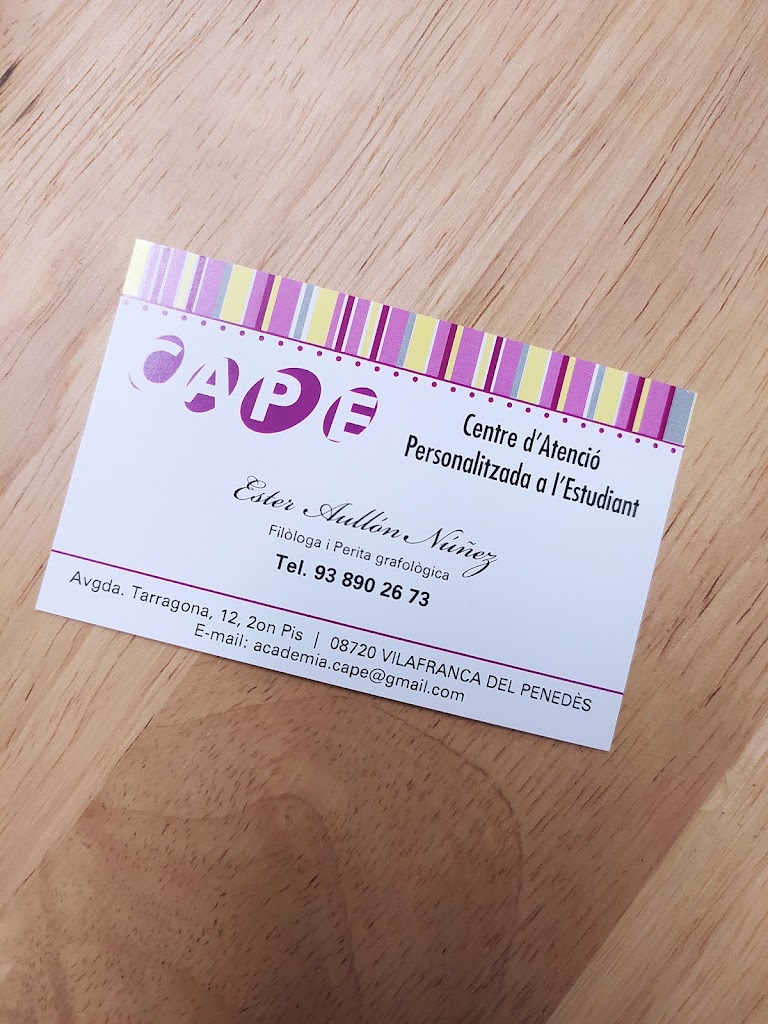 CAPE
Centre d'Atenció
Personalitzada a l'Estudiant
Ester Aullón Núñez
Filòloga i Perita grafològica
Tel. 93 890 26 73
Avgda. Tarragona, 12, 2on Pis | 08720 VILAFRANCA DEL PENEDÈS
E-mail: academia.cape@gmail.com